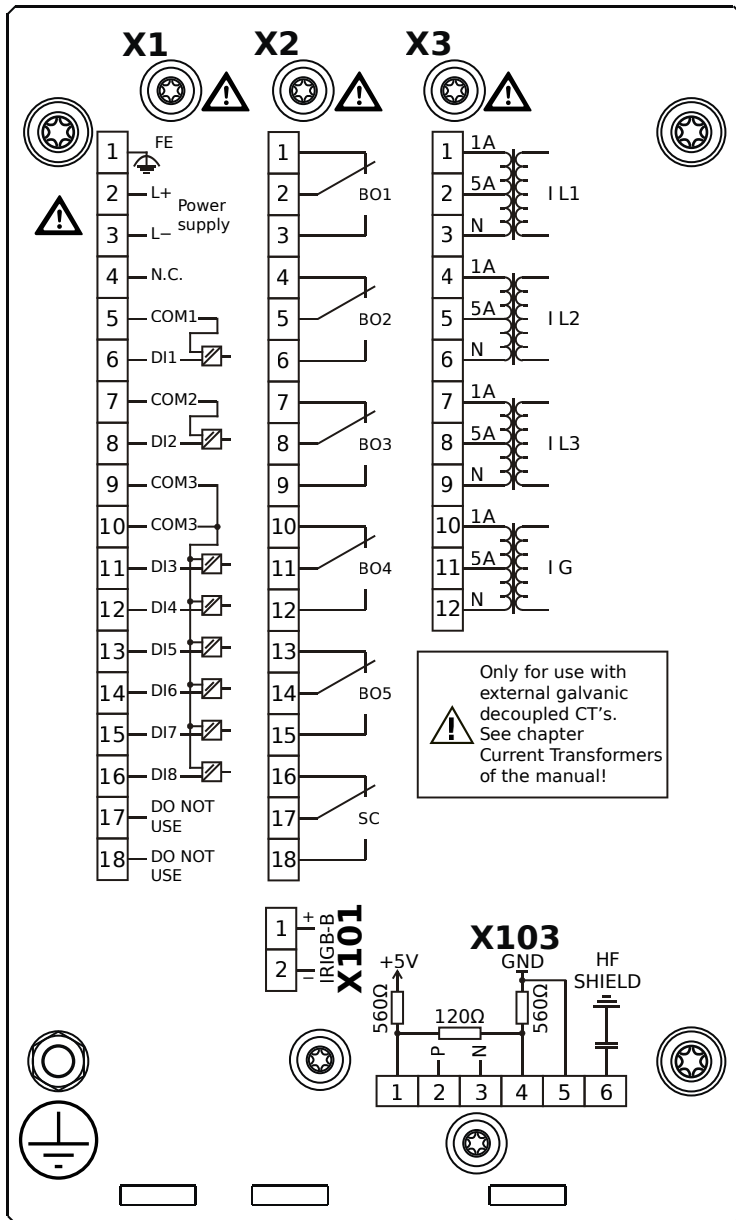 X1 X2 X3
1 FE
2 L+
Power
supply
3 L−
4 N.C.
5 COM1
6 DI1
7 COM2
8 DI2
9 COM3
10 COM3
11 DI3
12 DI4
13 DI5
14 DI6
15 DI7
16 DI8
17 DO NOT
USE
18 DO NOT
USE
1
2 BO1
3
4
5 BO2
6
7
8 BO3
9
10
11 BO4
12
13
14 BO5
15
16
17 SC
18
1 1A
2 5A I L1
3 N
4 1A
5 5A I L2
6 N
7 1A
8 5A I L3
9 N
10 1A
11 5A I G
12 N
Only for use with
external galvanic
decoupled CT's.
See chapter
Current Transformers
of the manual!
1 +
2 −
IRIGB-B
X101
X103
+5V GND HF
SHIELD
560Ω 120Ω 560Ω
P N
1 2 3 4 5 6